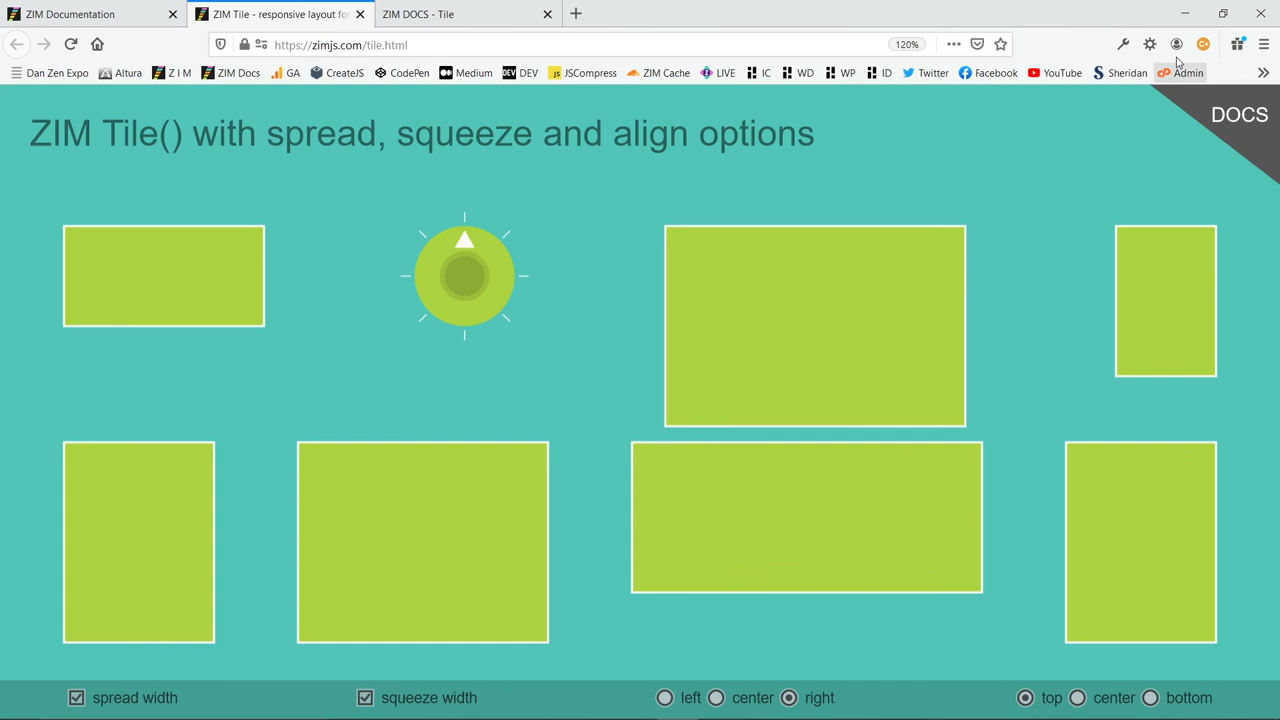 ZIM Documentation
ZIM Tile - responsive layout fo
ZIM DOCS - Tile
https://zimjs.com/tile.html
120%
Dan Zen Expo
Altura
Z I M
ZIM Docs
GA
CreateJS
CodePen
Medium
DEV
DEV
JS
JSCompress
ZIM Cache
LIVE
IC
WD
WP
ID
Twitter
Facebook
YouTube
Sheridan
Admin
DOCS
ZIM Tile() with spread, squeeze and align options
spread width
squeeze width
left center right
top center bottom